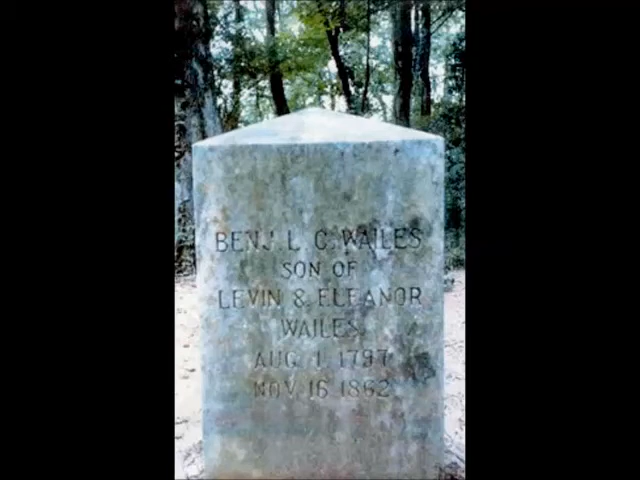 BENJ. L. C. WAILES
SON OF
LEVIN & ELEANOR
WAILES
AUG. 1. 1797
NOV. 16 1862